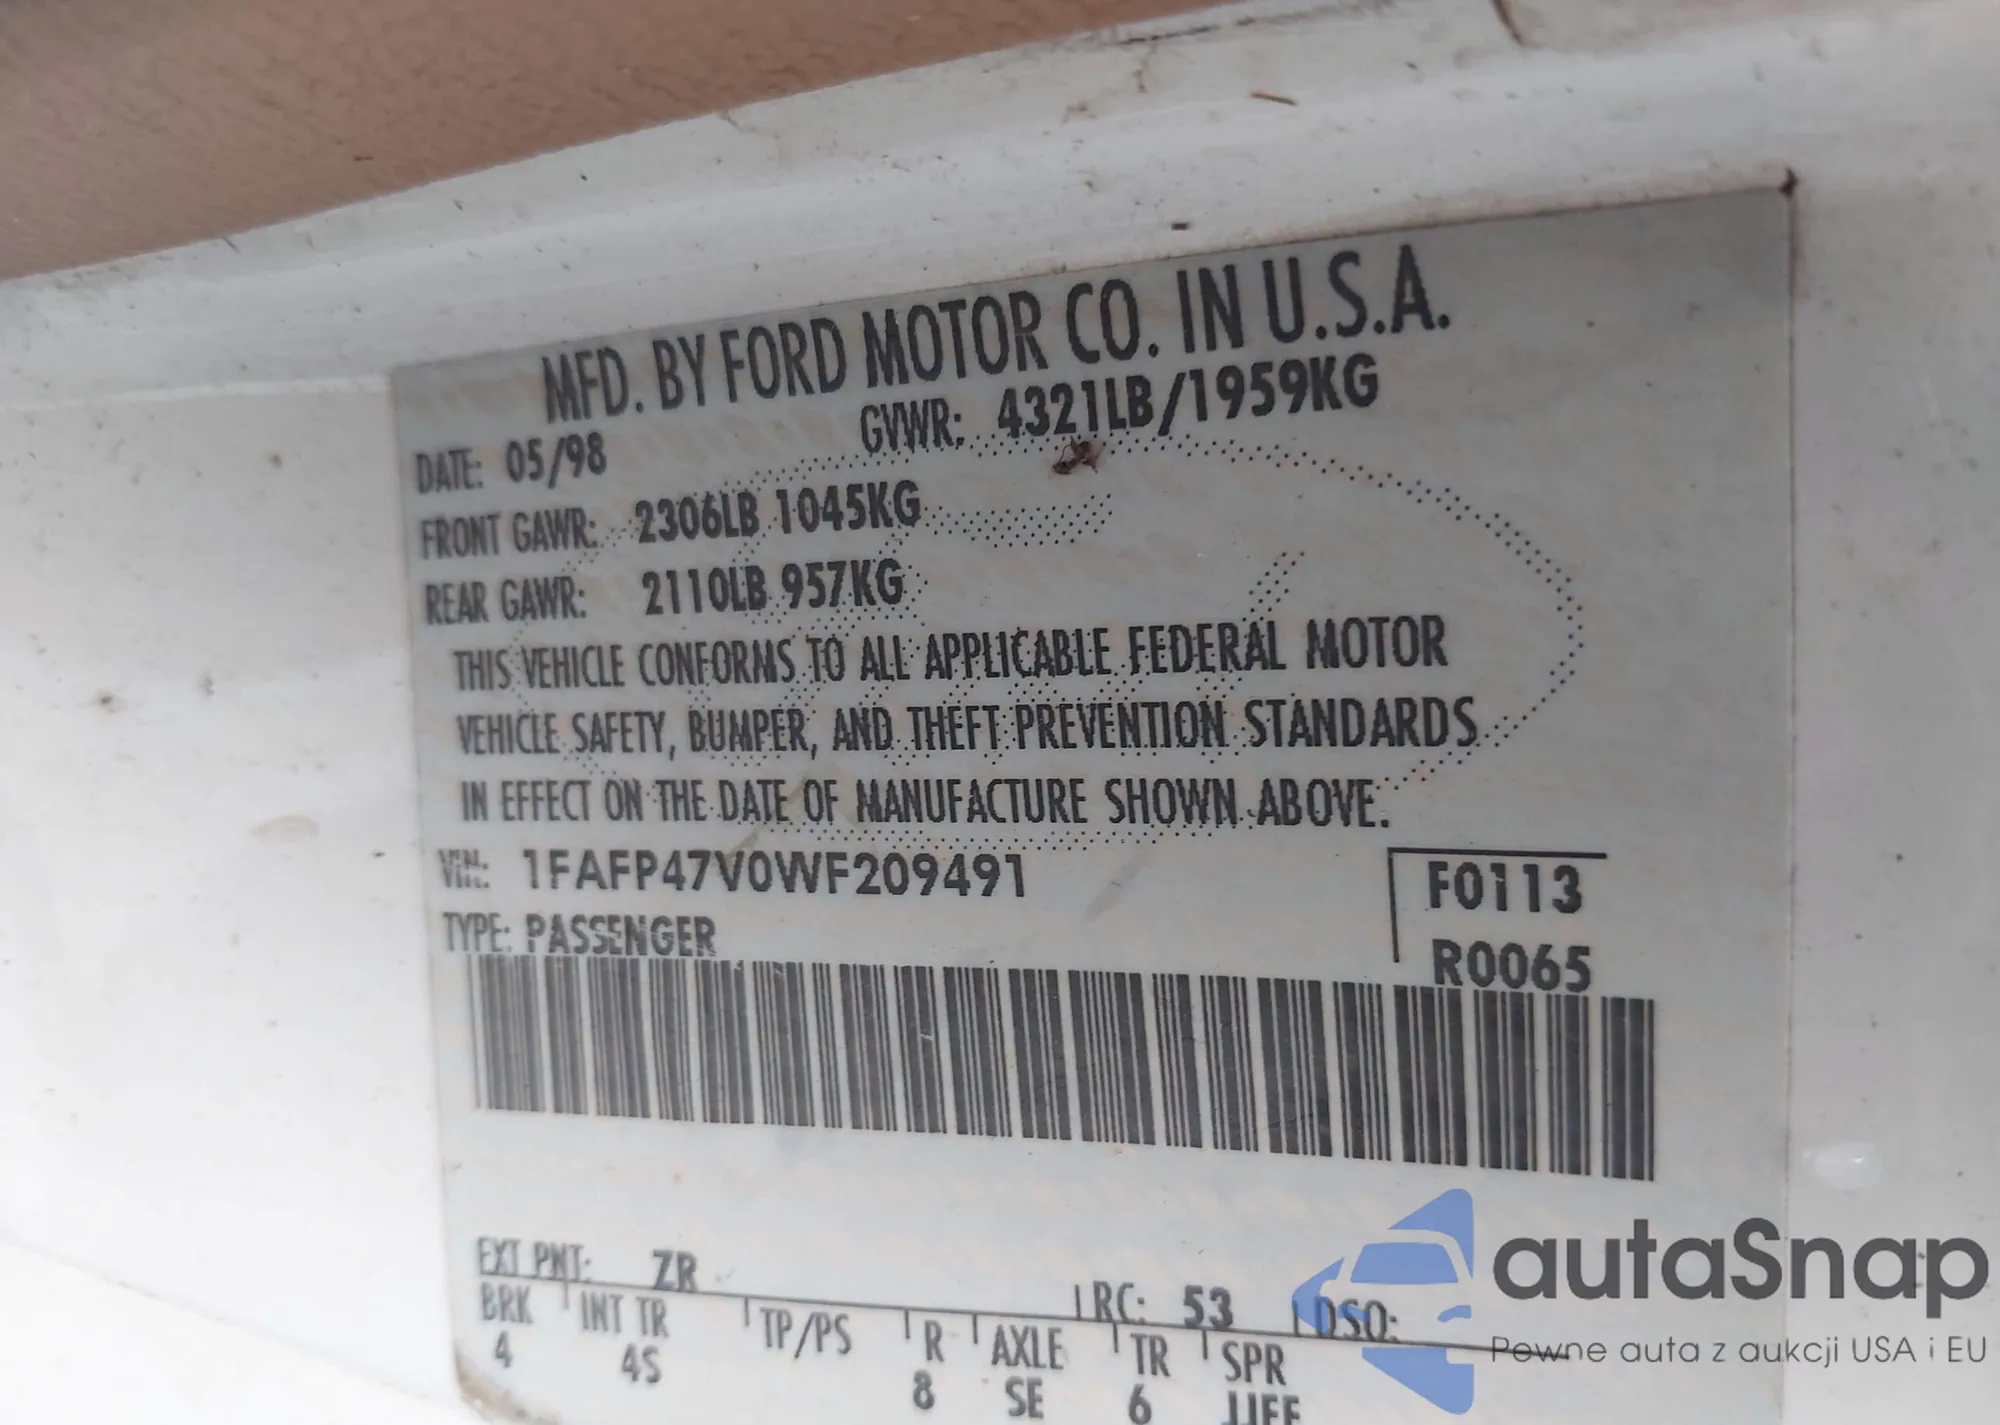 MFD. BY FORD MOTOR CO. IN U.S.A.
DATE: 05/98 GVWR: 4321LB/1959KG
FRONT GAWR: 2306LB 1045KG
REAR GAWR: 2110LB 957KG
THIS VEHICLE CONFORMS TO ALL APPLICABLE FEDERAL MOTOR
VEHICLE SAFETY, BUMPER, AND THEFT PREVENTION STANDARDS
IN EFFECT ON THE DATE OF MANUFACTURE SHOWN ABOVE.
VIN: 1FAFP47V0WF209491 F0113
TYPE: PASSENGER R0065
EXT PNT: ZR RC: 53 DSO:
BRK INT TR TP/PS R AXLE TR SPR
4 4S 8 SE 6 JJFF
autaSnap
Pewne auta z aukcji USA i EU